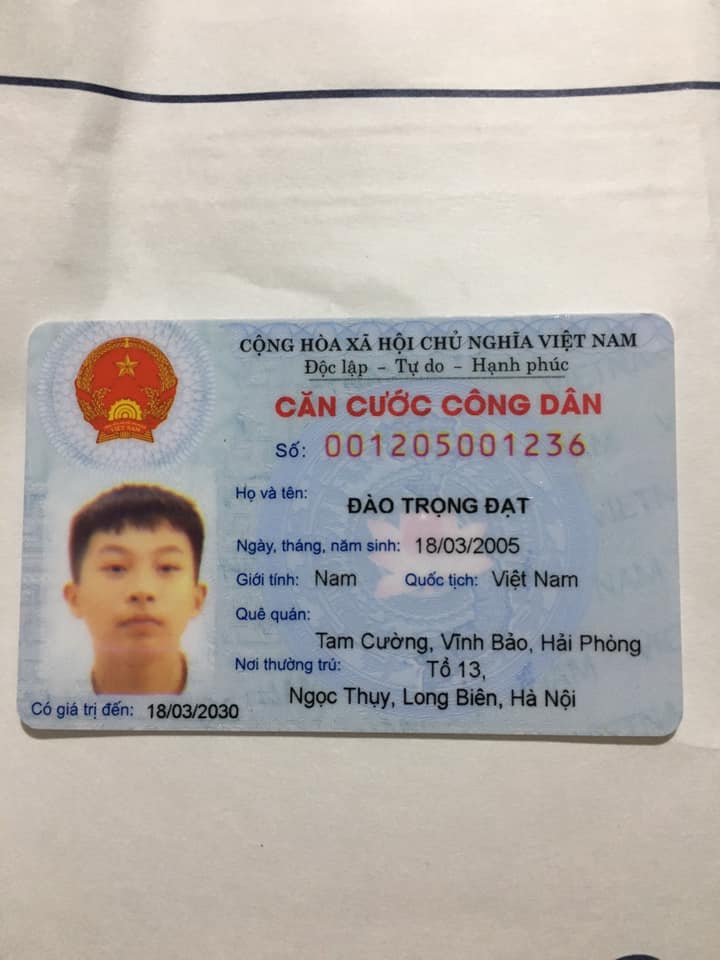 CỘNG HÒA XÃ HỘI CHỦ NGHĨA VIỆT NAM
Độc lập - Tự do - Hạnh phúc
CĂN CƯỚC CÔNG DÂN
Số: 001205001236
Họ và tên:
ĐÀO TRỌNG ĐẠT
Ngày, tháng, năm sinh: 18/03/2005
Giới tính: Nam Quốc tịch: Việt Nam
Quê quán:
Tam Cường, Vĩnh Bảo, Hải Phòng
Nơi thường trú: Tổ 13,
Ngọc Thụy, Long Biên, Hà Nội
Có giá trị đến: 18/03/2030